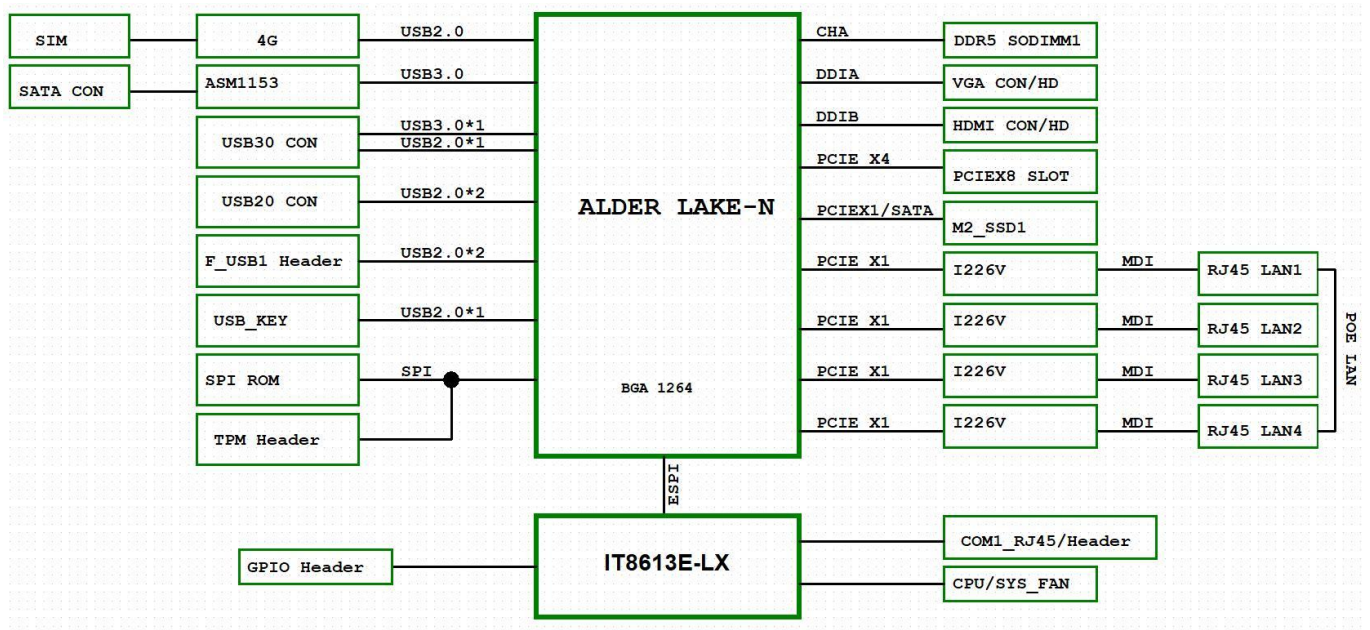 SIM
4G
USB2.0
SATA CON
ASM1153
USB3.0
USB30 CON
USB3.0*1
USB2.0*1
USB20 CON
USB2.0*2
F_USB1 Header
USB2.0*2
USB_KEY
USB2.0*1
SPI ROM
SPI
TPM Header
ALDER LAKE-N
BGA 1264
CHA
DDR5 SODIMM1
DDIA
VGA CON/HD
DDIB
HDMI CON/HD
PCIE X4
PCIEX8 SLOT
PCIEX1/SATA
M2_SSD1
PCIE X1
I226V
MDI
RJ45 LAN1
PCIE X1
I226V
MDI
RJ45 LAN2
PCIE X1
I226V
MDI
RJ45 LAN3
PCIE X1
I226V
MDI
RJ45 LAN4
POE LAN
ESPI
GPIO Header
IT8613E-LX
COM1_RJ45/Header
CPU/SYS_FAN